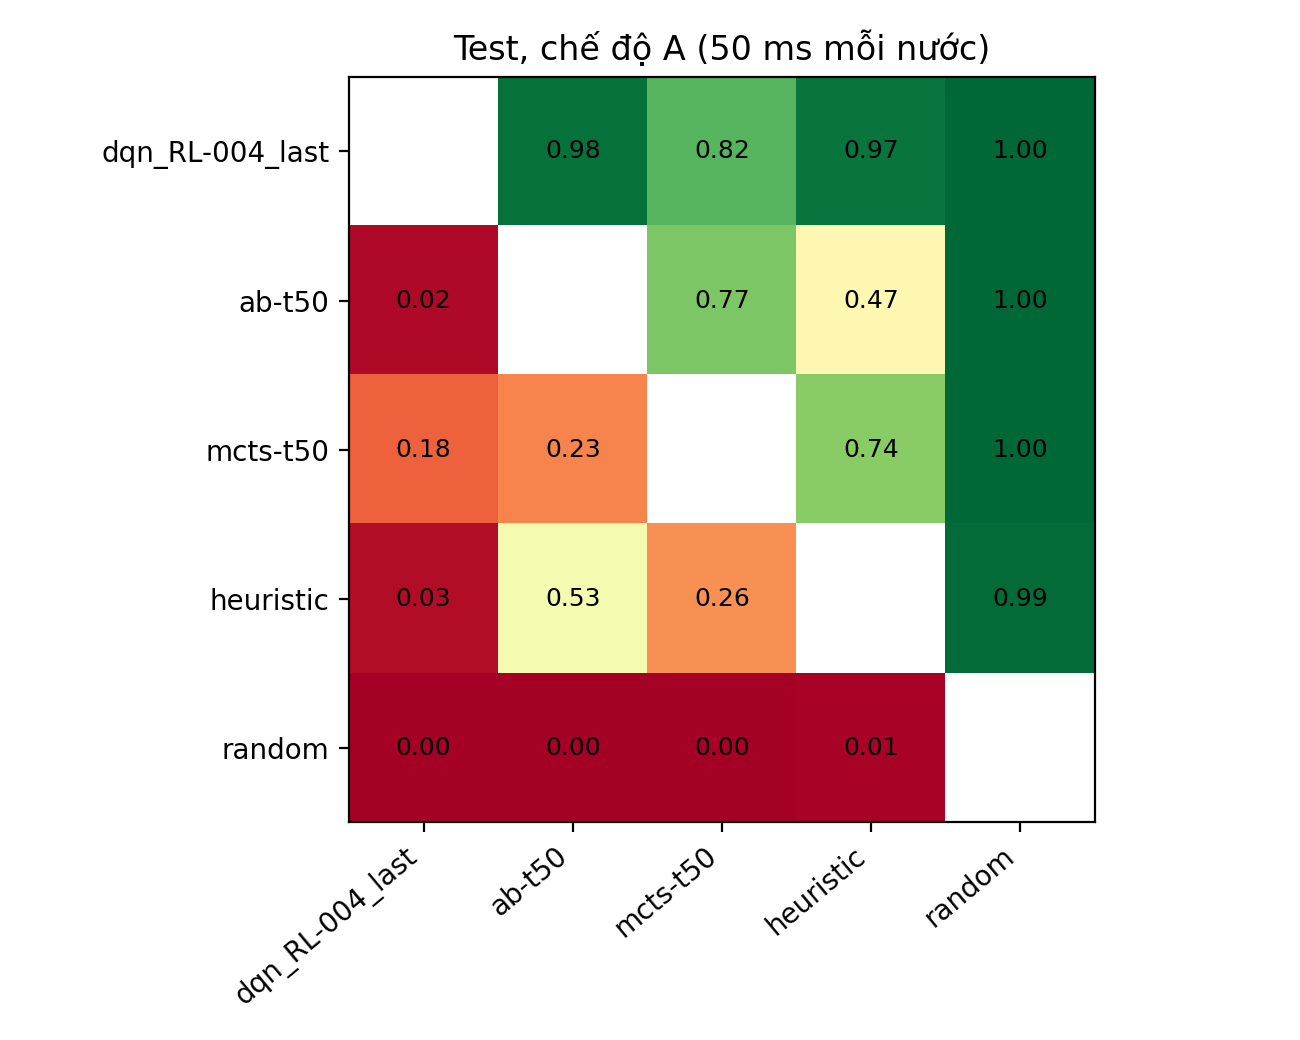 Test, chế độ A (50 ms mỗi nước)
dqn_RL-004_last 0.98 0.82 0.97 1.00
ab-t50 0.02 0.77 0.47 1.00
mcts-t50 0.18 0.23 0.74 1.00
heuristic 0.03 0.53 0.26 0.99
random 0.00 0.00 0.00 0.01
dqn_RL-004_last ab-t50 mcts-t50 heuristic random